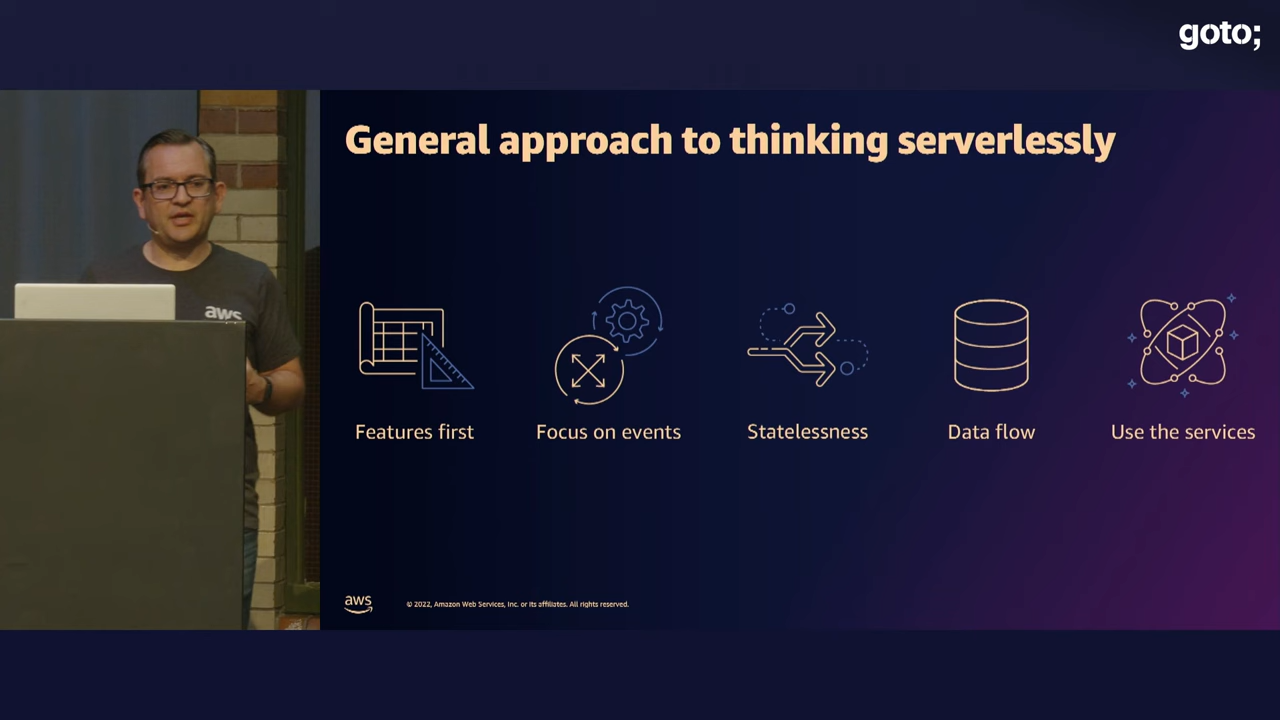 goto;
General approach to thinking serverlessly
aws
Features first
Focus on events
Statelessness
Data flow
Use the services
aws
© 2022, Amazon Web Services, Inc. or its affiliates. All rights reserved.